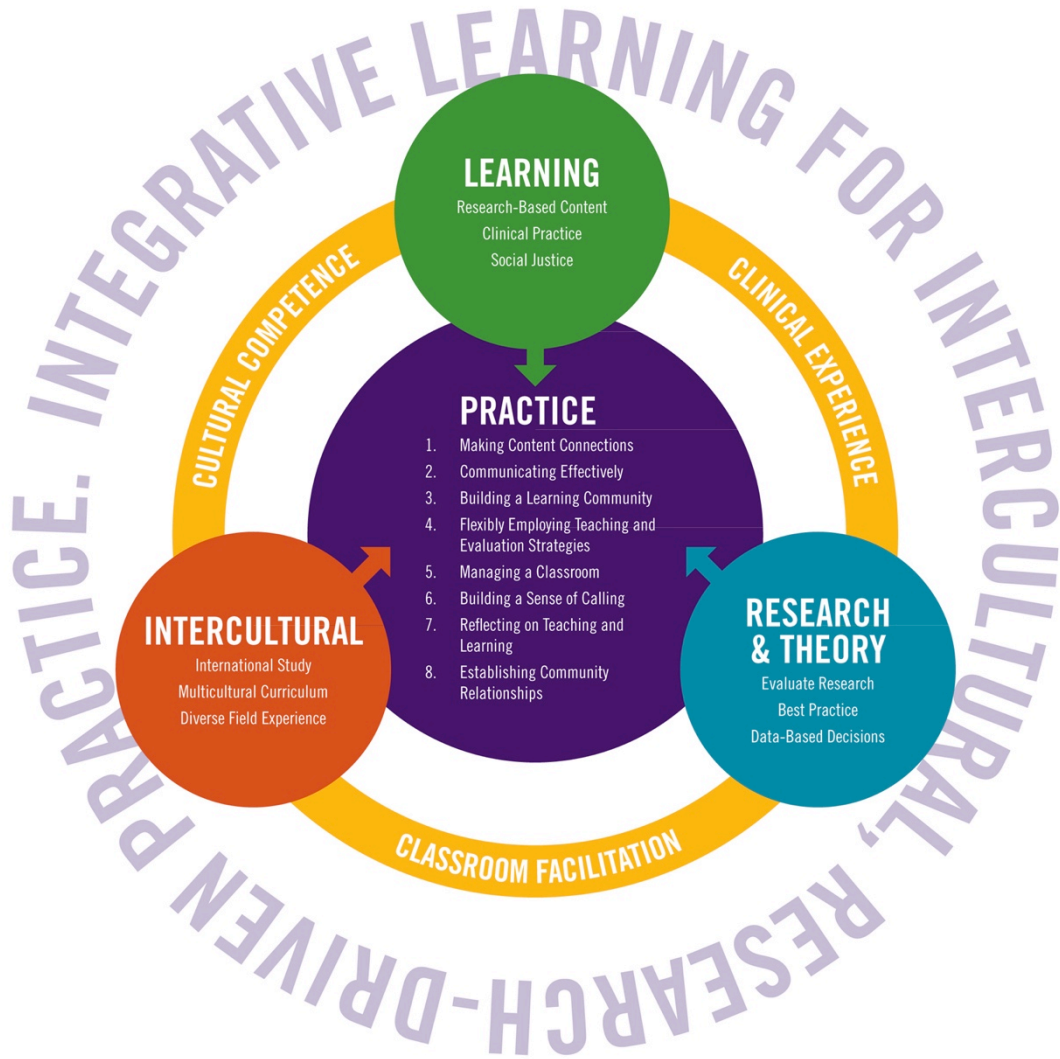 INTEGRATIVE LEARNING FOR INTERCULTURAL, RESEARCH-DRIVEN PRACTICE.
LEARNING
Research-Based Content
Clinical Practice
Social Justice
CULTURAL COMPETENCE
CLINICAL EXPERIENCE
PRACTICE
1. Making Content Connections
2. Communicating Effectively
3. Building a Learning Community
4. Flexibly Employing Teaching and
Evaluation Strategies
5. Managing a Classroom
6. Building a Sense of Calling
7. Reflecting on Teaching and
Learning
8. Establishing Community
Relationships
INTERCULTURAL
International Study
Multicultural Curriculum
Diverse Field Experience
RESEARCH
& THEORY
Evaluate Research
Best Practice
Data-Based Decisions
CLASSROOM FACILITATION